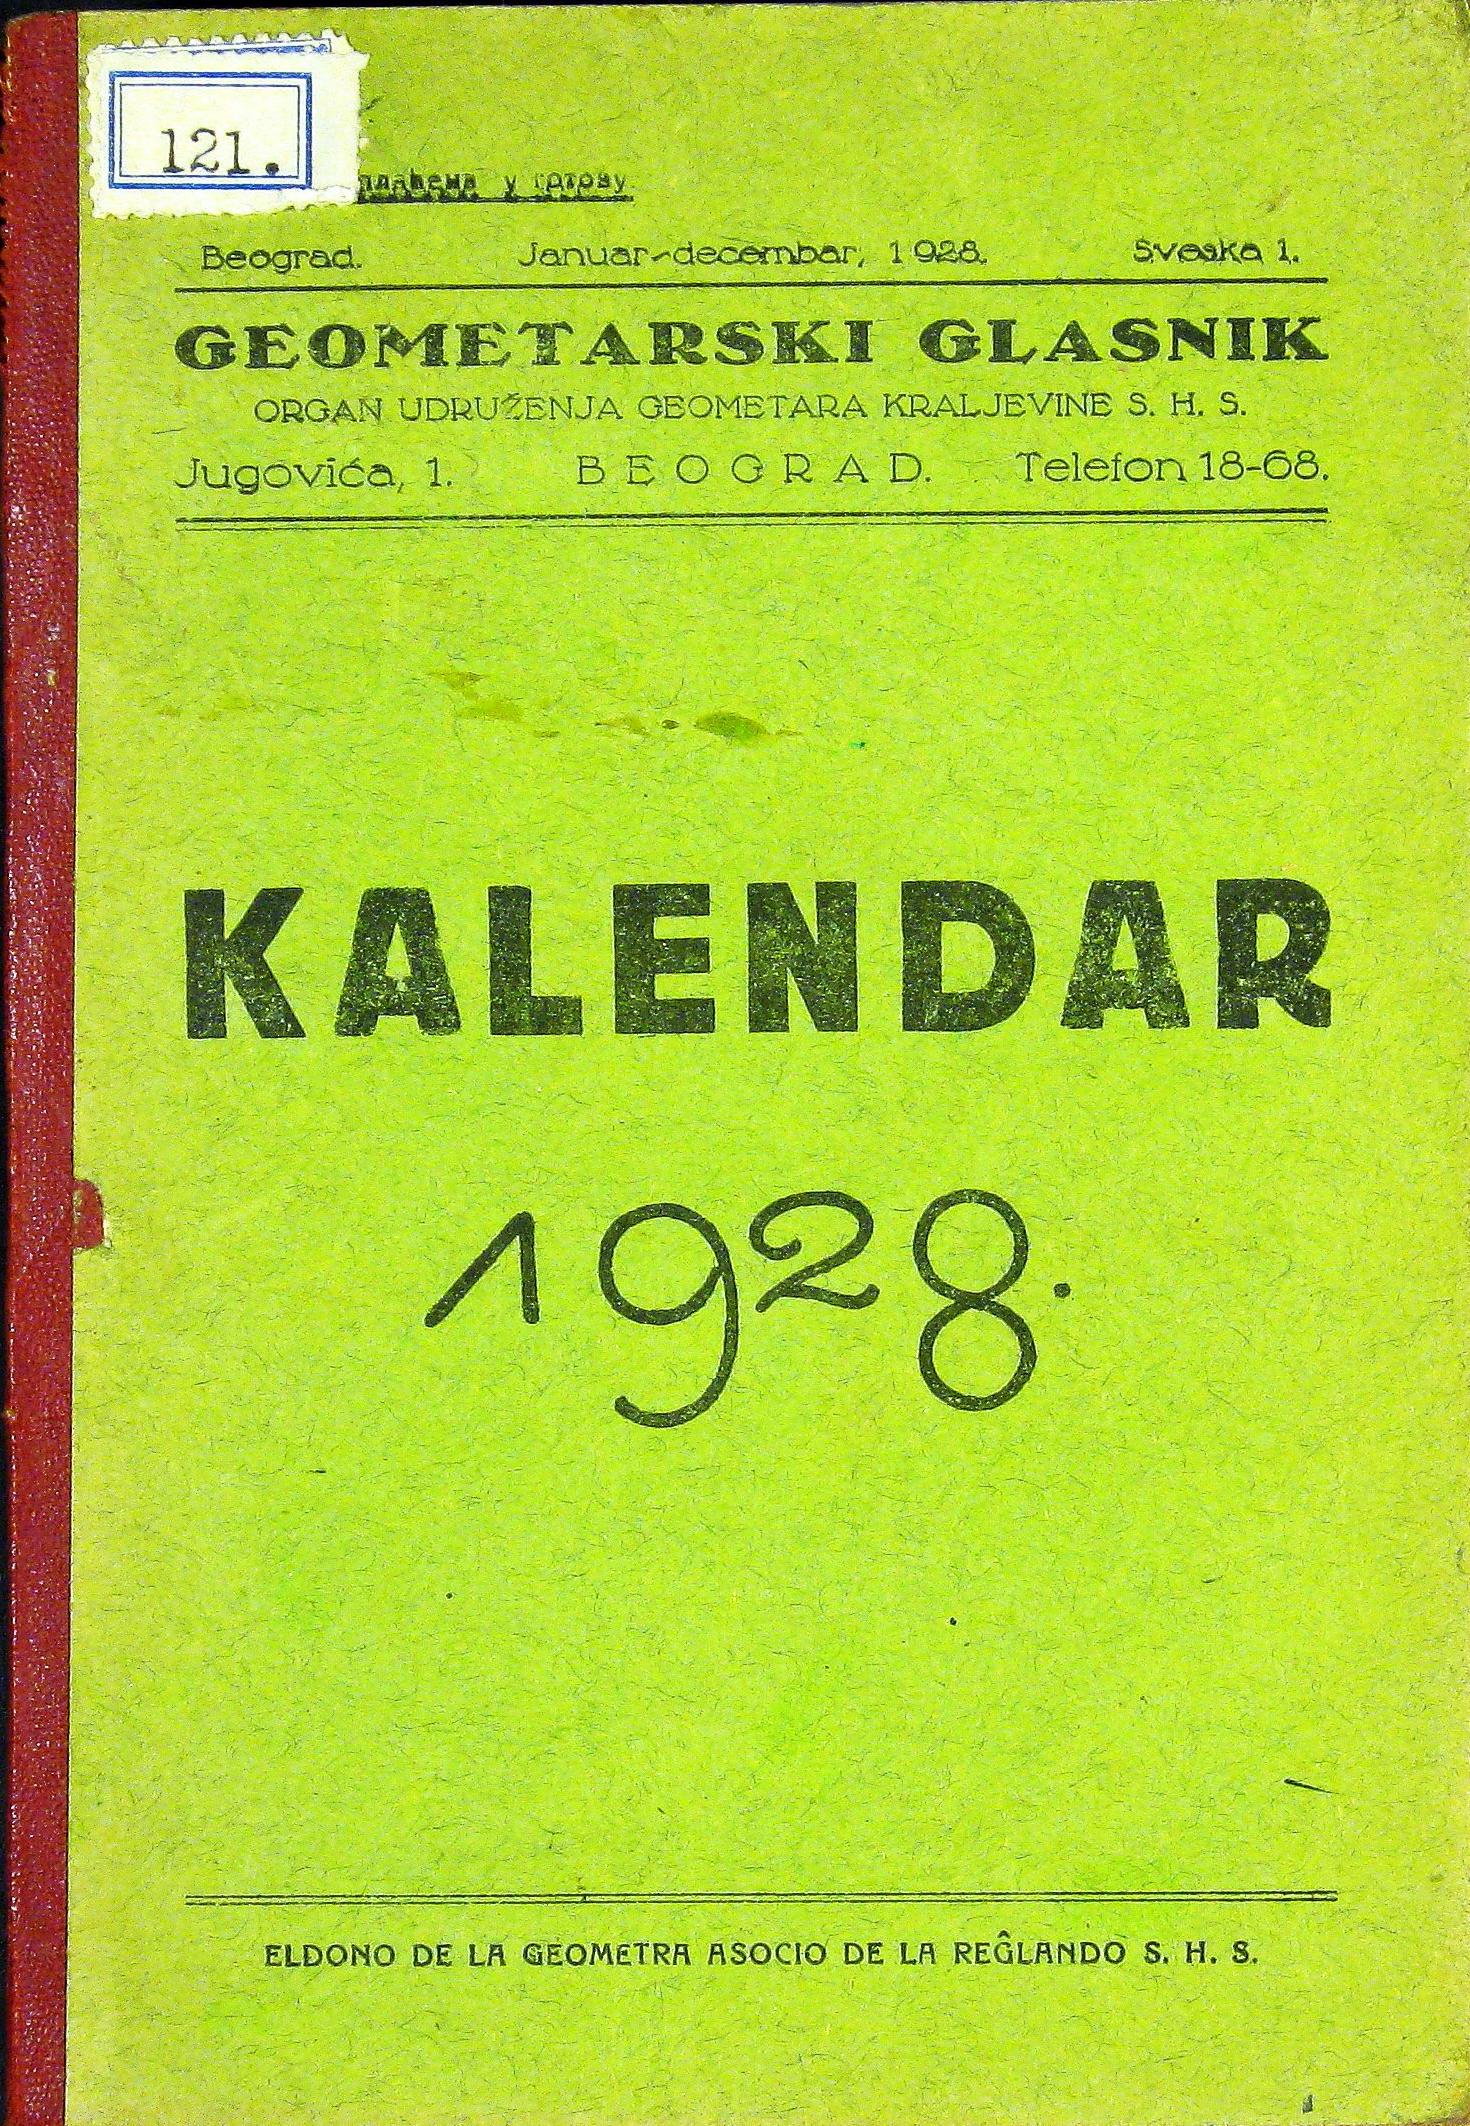 121.
у готову
Beograd. Januar-decembar, 1928. Sveska 1.
GEOMETARSKI GLASNIK
ORGAN UDRUŽENJA GEOMETARA KRALJEVINE S. H. S.
Jugovića, 1. BEOGRAD. Telefon 18-68.
KALENDAR
1928.
ELDONO DE LA GEOMETRA ASOCIO DE LA REĜLANDO S. H. S.